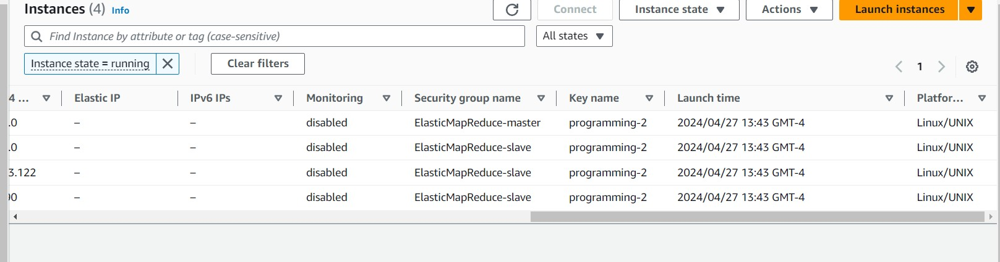 Instances (4) Info Connect Instance state Actions Launch instances
Find Instance by attribute or tag (case-sensitive) All states
Instance state = running Clear filters 1
4 ... Elastic IP IPv6 IPs Monitoring Security group name Key name Launch time Platfor...
.0 – – disabled ElasticMapReduce-master programming-2 2024/04/27 13:43 GMT-4 Linux/UNIX
.0 – – disabled ElasticMapReduce-slave programming-2 2024/04/27 13:43 GMT-4 Linux/UNIX
3.122 – – disabled ElasticMapReduce-slave programming-2 2024/04/27 13:43 GMT-4 Linux/UNIX
0 – – disabled ElasticMapReduce-slave programming-2 2024/04/27 13:43 GMT-4 Linux/UNIX